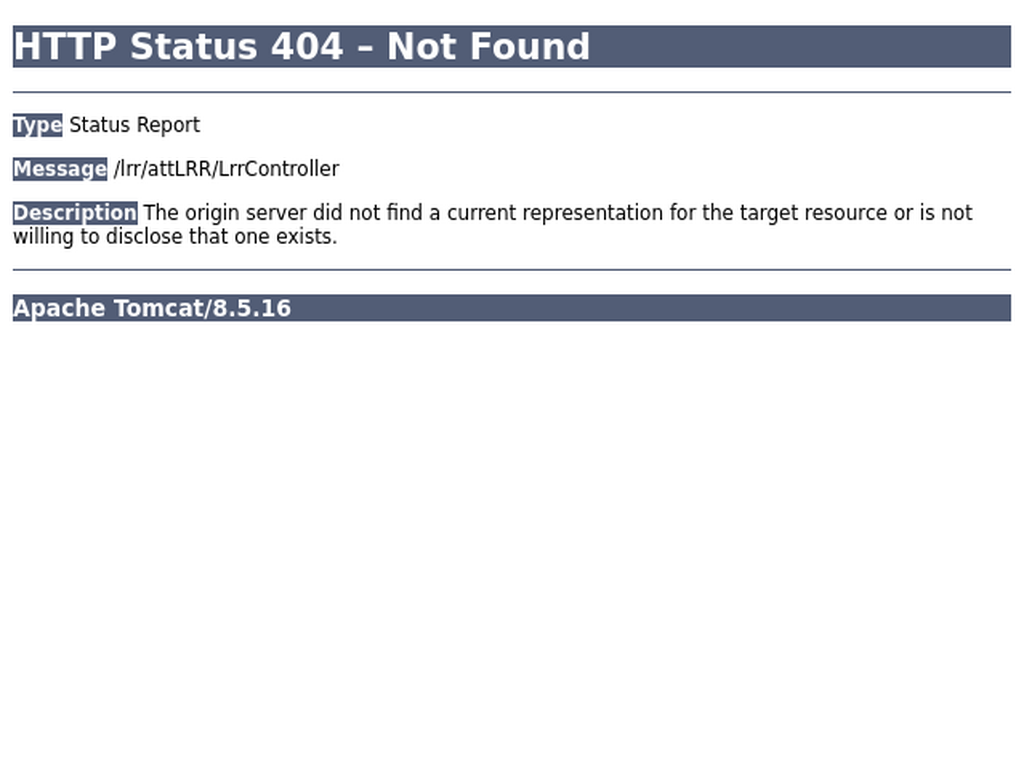 HTTP Status 404 – Not Found
Type Status Report
Message /lrr/attLRR/LrrController
Description The origin server did not find a current representation for the target resource or is not
willing to disclose that one exists.
Apache Tomcat/8.5.16